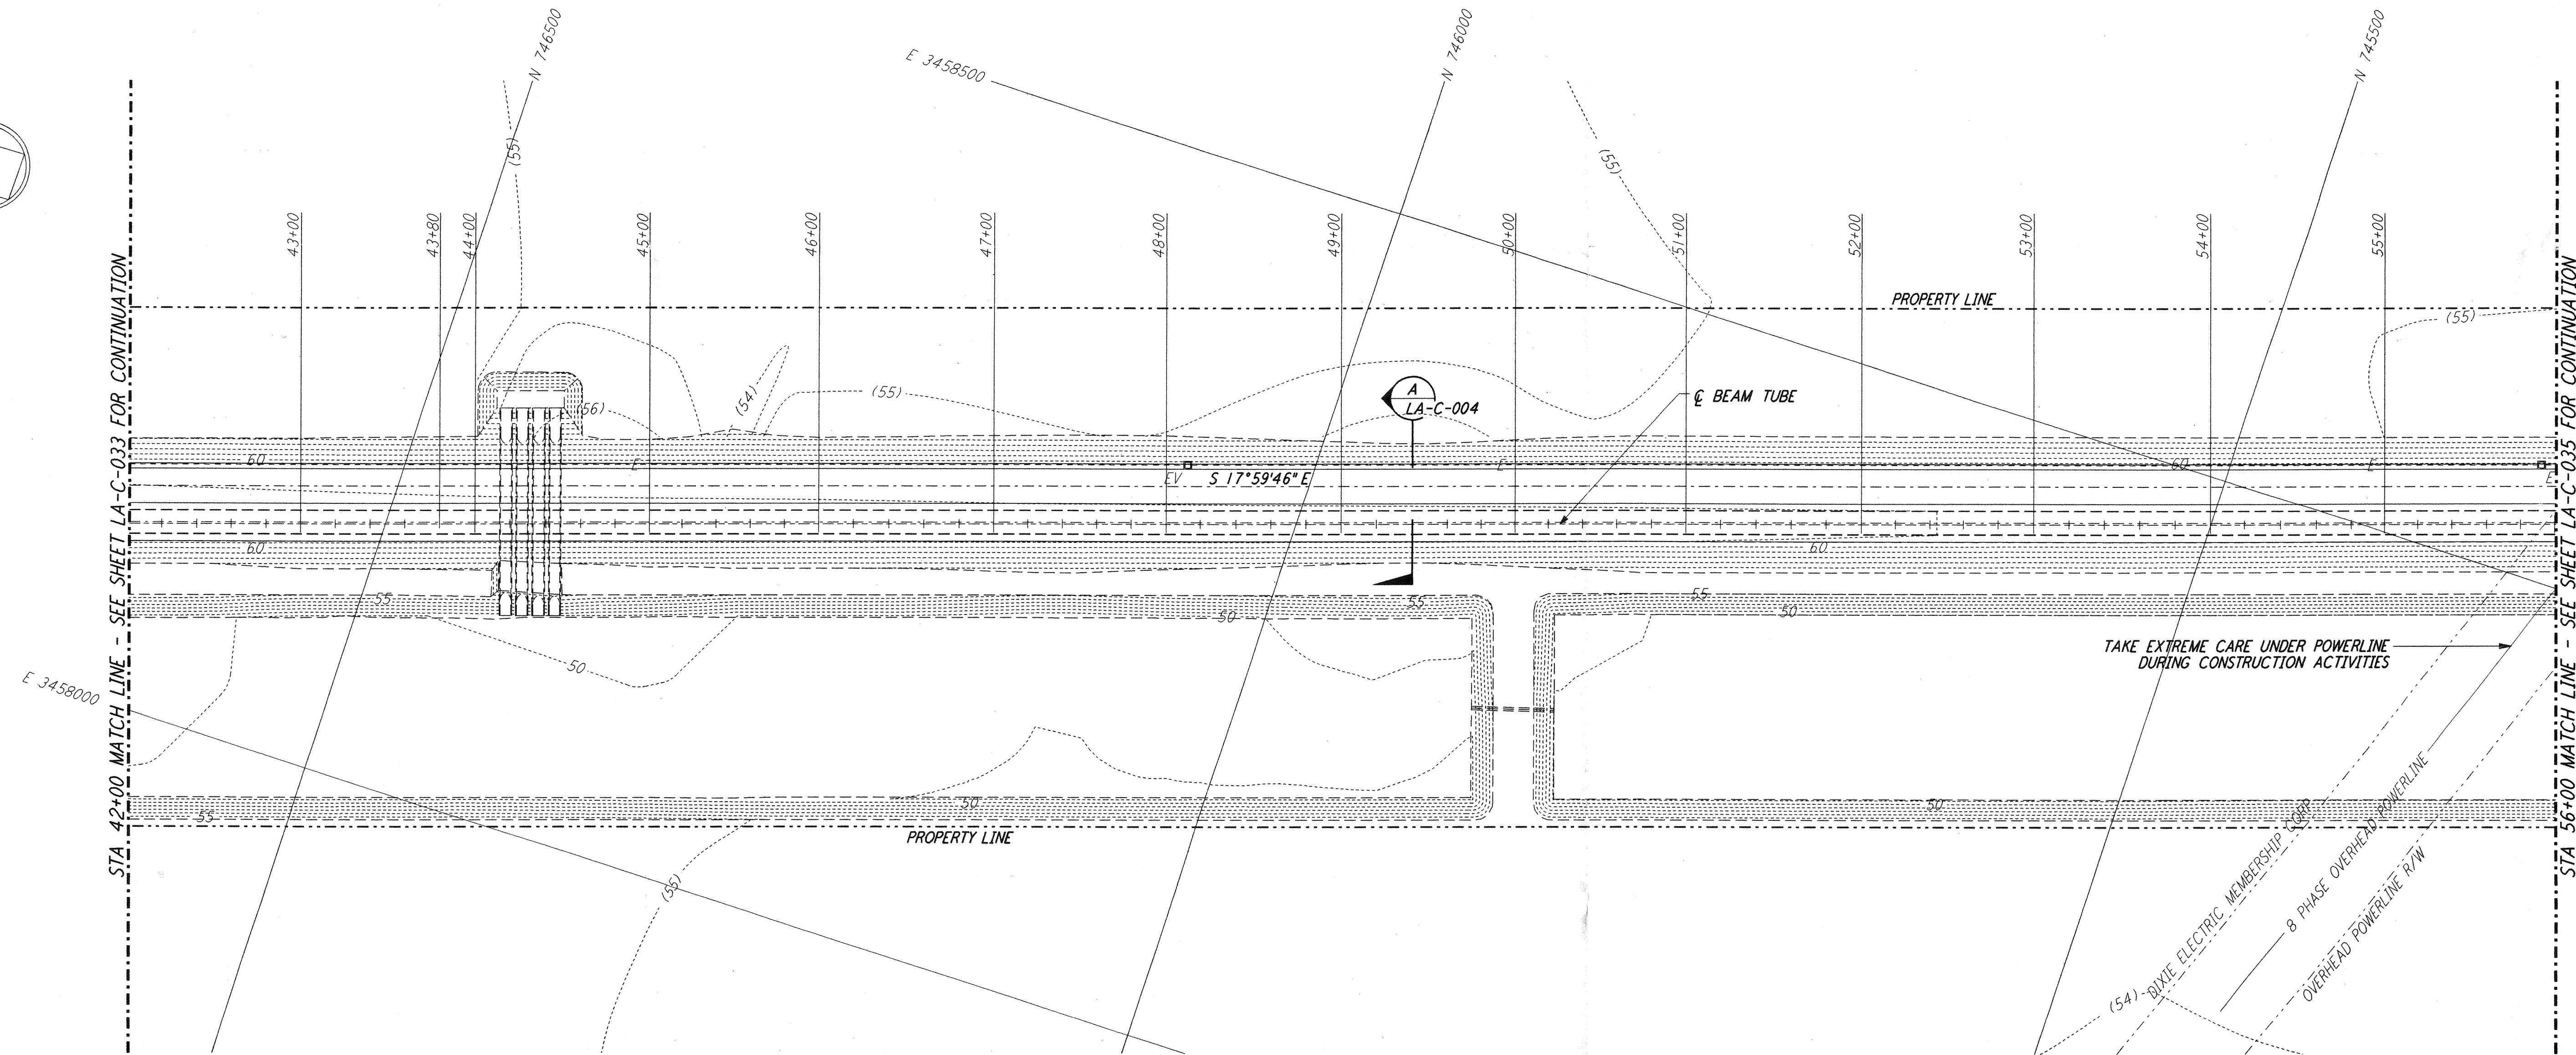 N 746500
E 3458500
N 746000
N 745500
(55)
(55)
43+00
43+80
44+00
45+00
46+00
47+00
48+00
49+00
50+00
51+00
52+00
53+00
54+00
55+00
PROPERTY LINE
(55)
(56)
(54)
(55)
A
LA-C-004
℄ BEAM TUBE
60
E
EV
S 17°59'46" E
E
60
E
E
60
60
55
55
55
50
50
50
TAKE EXTREME CARE UNDER POWERLINE
DURING CONSTRUCTION ACTIVITIES
E 3458000
55
50
50
PROPERTY LINE
(55)
(54)
DIXIE ELECTRIC MEMBERSHIP CORP
8 PHASE OVERHEAD POWERLINE
OVERHEAD POWERLINE R/W
STA 42+00 MATCH LINE - SEE SHEET LA-C-033 FOR CONTINUATION
STA 56+00 MATCH LINE - SEE SHEET LA-C-035 FOR CONTINUATION